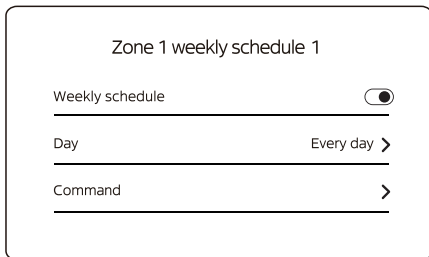 Zone 1 weekly schedule 1
Weekly schedule
Day Every day
Command